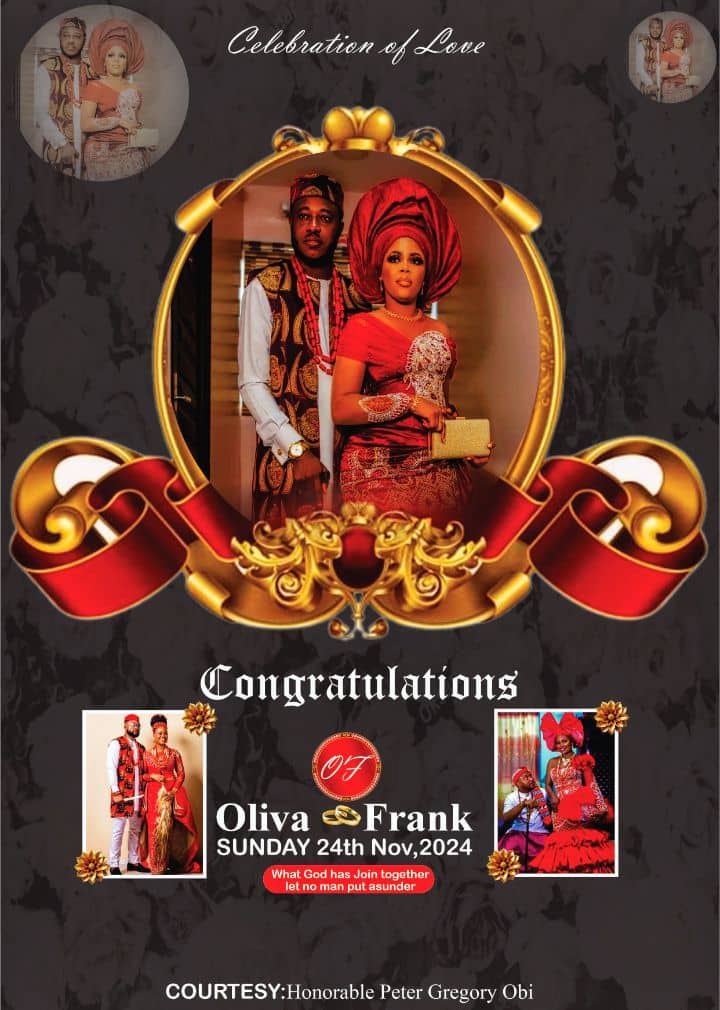 Celebration of Love
Congratulations
O'F
Oliva Frank
SUNDAY 24th Nov,2024
What God has Join together
let no man put asunder
COURTESY:Honorable Peter Gregory Obi